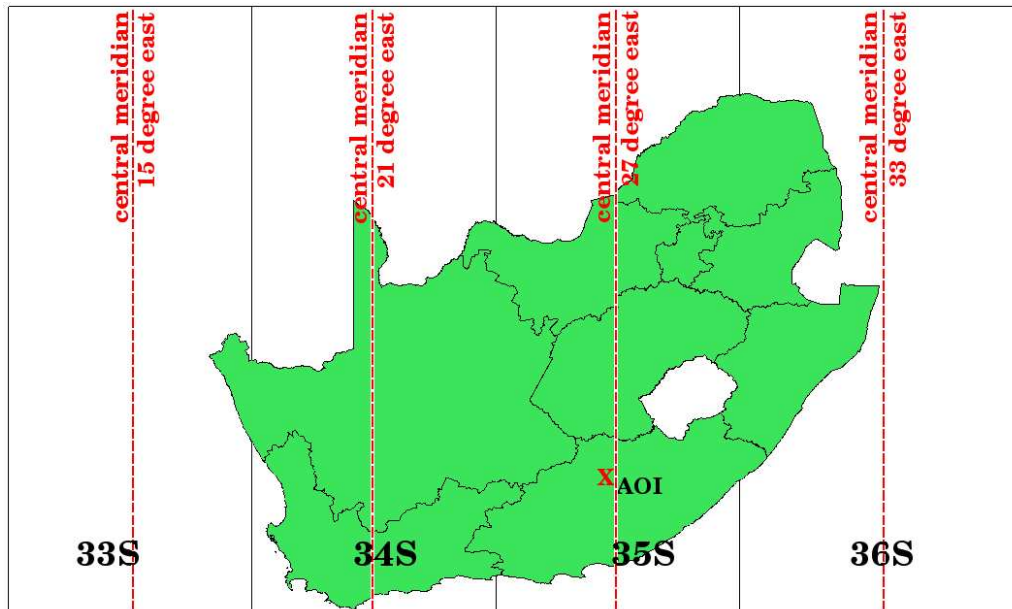 central meridian
15 degree east
central meridian
21 degree east
central meridian
27 degree east
central meridian
33 degree east
X
AOI
33S
34S
35S
36S